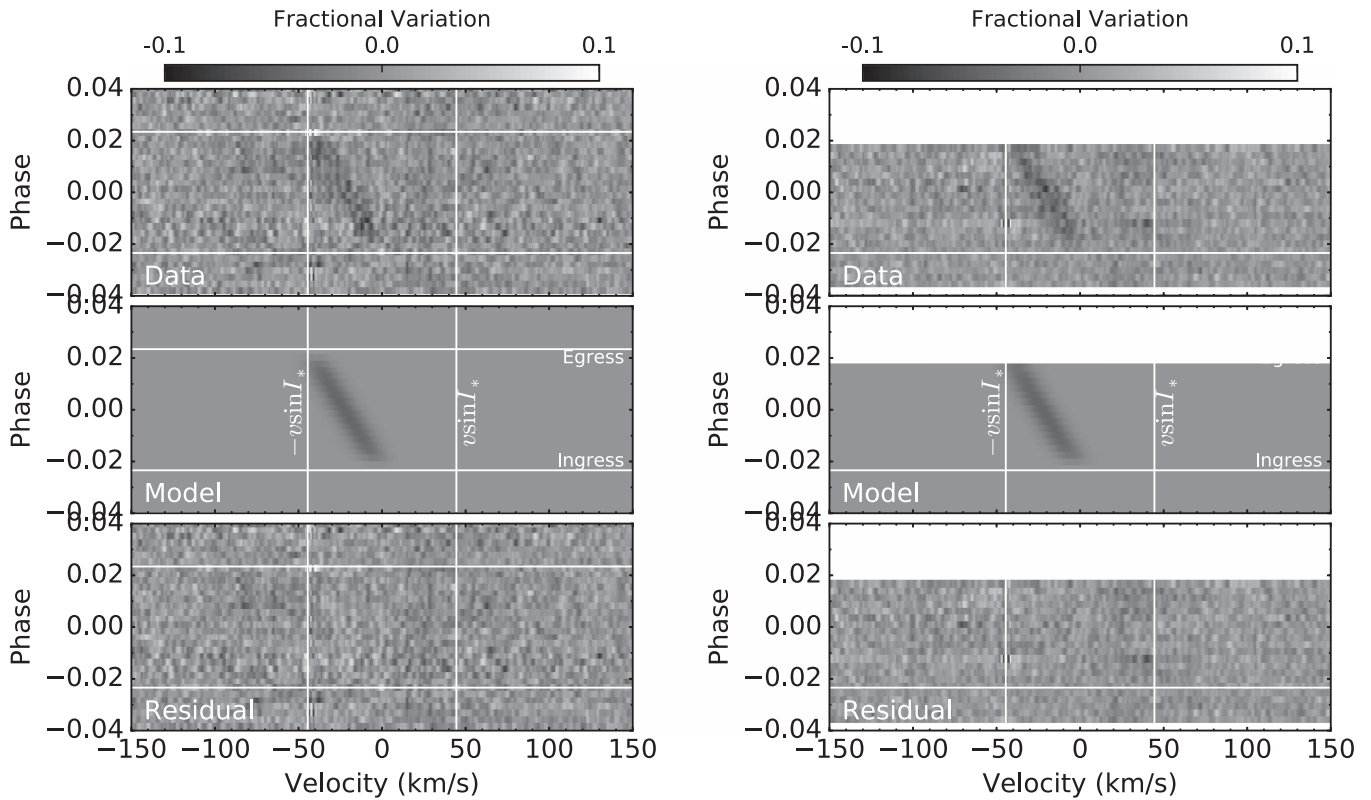 Fractional Variation
-0.1 0.0 0.1
0.04
0.02
0.00
−0.02
−0.04
Phase
Data
0.04
0.02
0.00
−0.02
−0.04
Phase
Egress
−vsinI*
vsinI*
Ingress
Model
0.04
0.02
0.00
−0.02
−0.04
Phase
Residual
−150 −100 −50 0 50 100 150
Velocity (km/s)
Fractional Variation
-0.1 0.0 0.1
0.04
0.02
0.00
−0.02
−0.04
Phase
Data
0.04
0.02
0.00
−0.02
−0.04
Phase
−vsinI*
vsinI*
Ingress
Model
0.04
0.02
0.00
−0.02
−0.04
Phase
Residual
−150 −100 −50 0 50 100 150
Velocity (km/s)